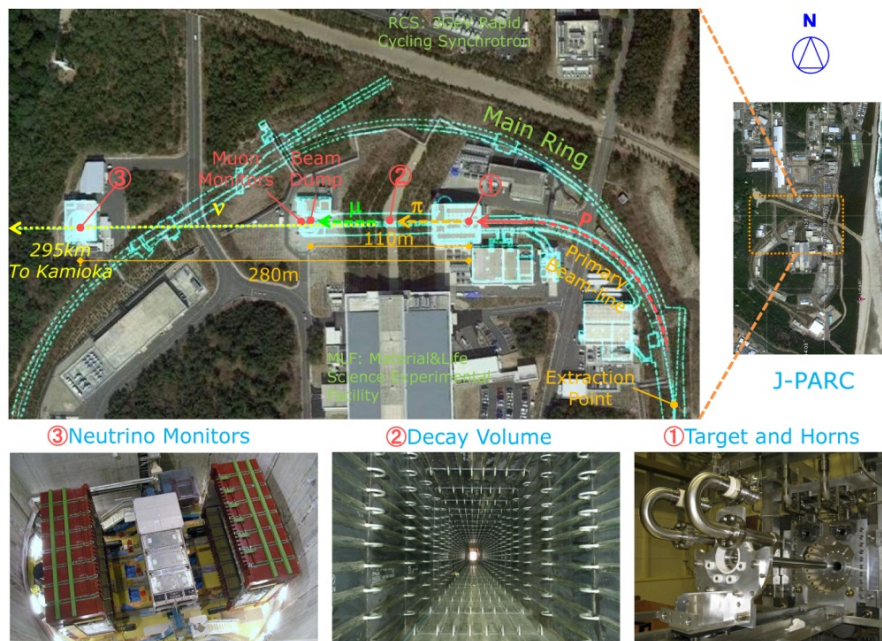 RCS: 3GeV Rapid
Cycling Synchrotron
N
Main Ring
③
Muon
Monitors
Beam
Dump
②
①
ν
μ
π
p
110m
295km
To Kamioka
280m
Primary
Beam-line
MLF: Material&Life
Science Experimental
Facility
Extraction
Point
J-PARC
③Neutrino Monitors
②Decay Volume
①Target and Horns